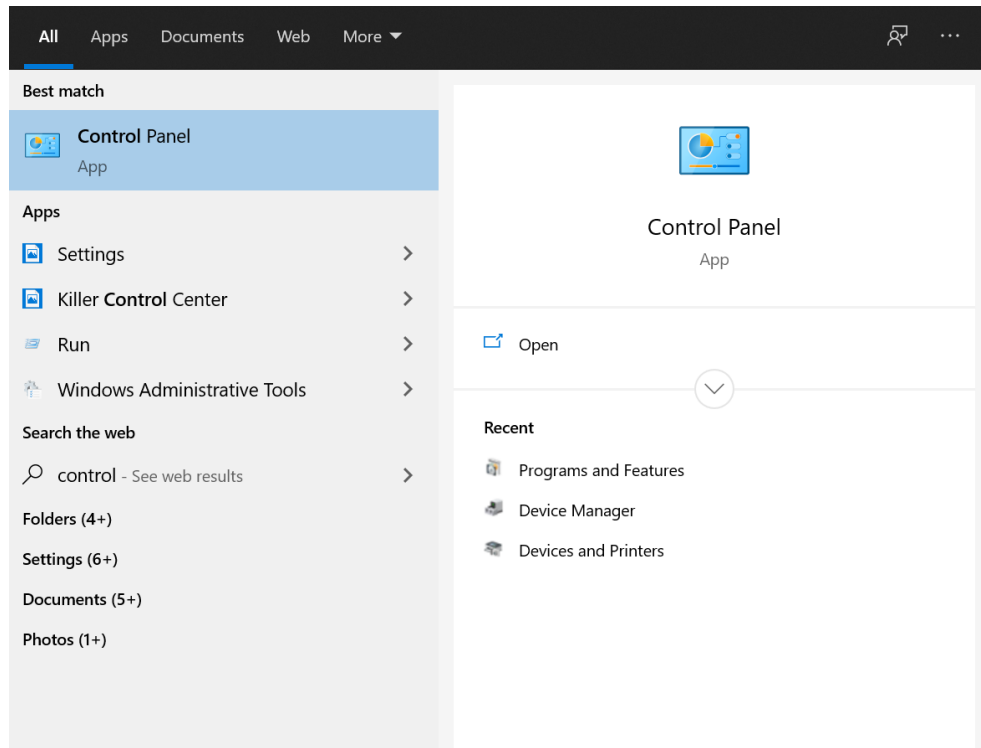 All Apps Documents Web More
Best match
Control Panel
App
Apps
Settings
Killer Control Center
Run
Windows Administrative Tools
Search the web
control - See web results
Folders (4+)
Settings (6+)
Documents (5+)
Photos (1+)
Control Panel
App
Open
Recent
Programs and Features
Device Manager
Devices and Printers